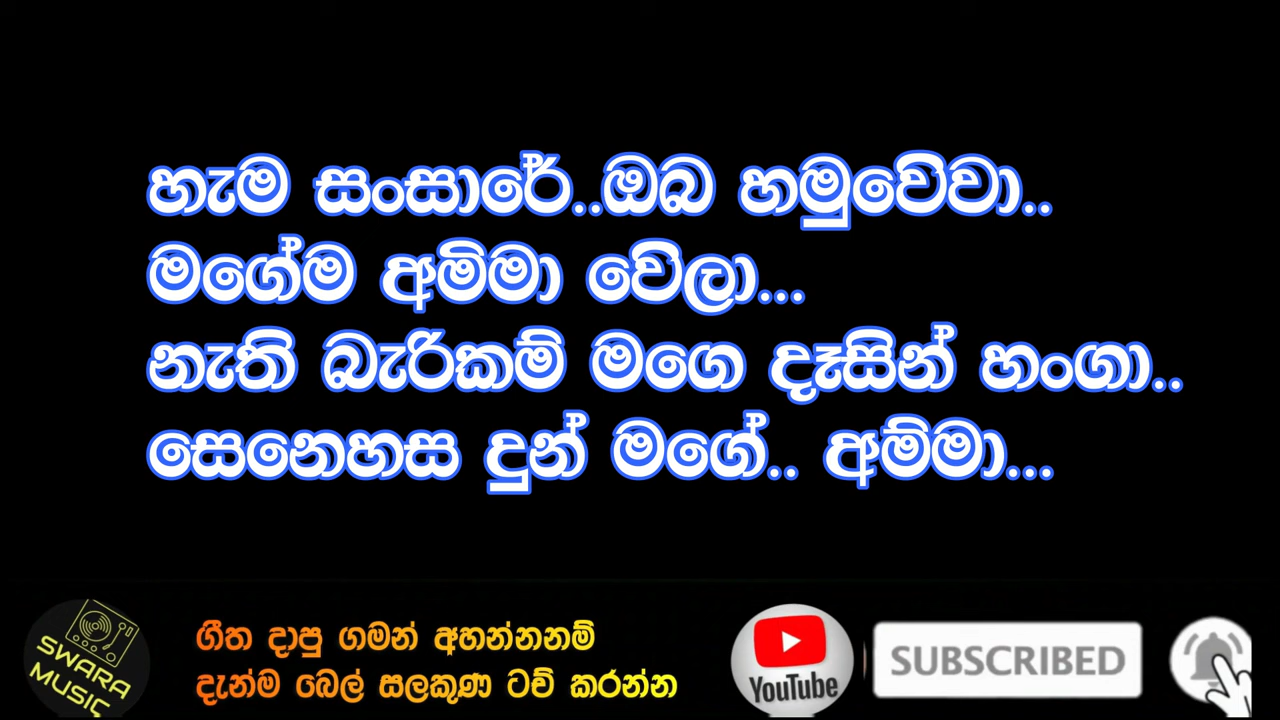 හැම සංසාරේ..ඔබ හමුවේවා..
මගේම අම්මා වේලා...
නැති බැරිකම් මගෙ දෑසින් හංගා..
සෙනෙහස දුන් මගේ.. අම්මා...
ගීත දාපු ගමන් අහන්නනම්
දැන්ම බෙල් සලකුණ ටච් කරන්න
SWARA
MUSIC
YouTube
SUBSCRIBED